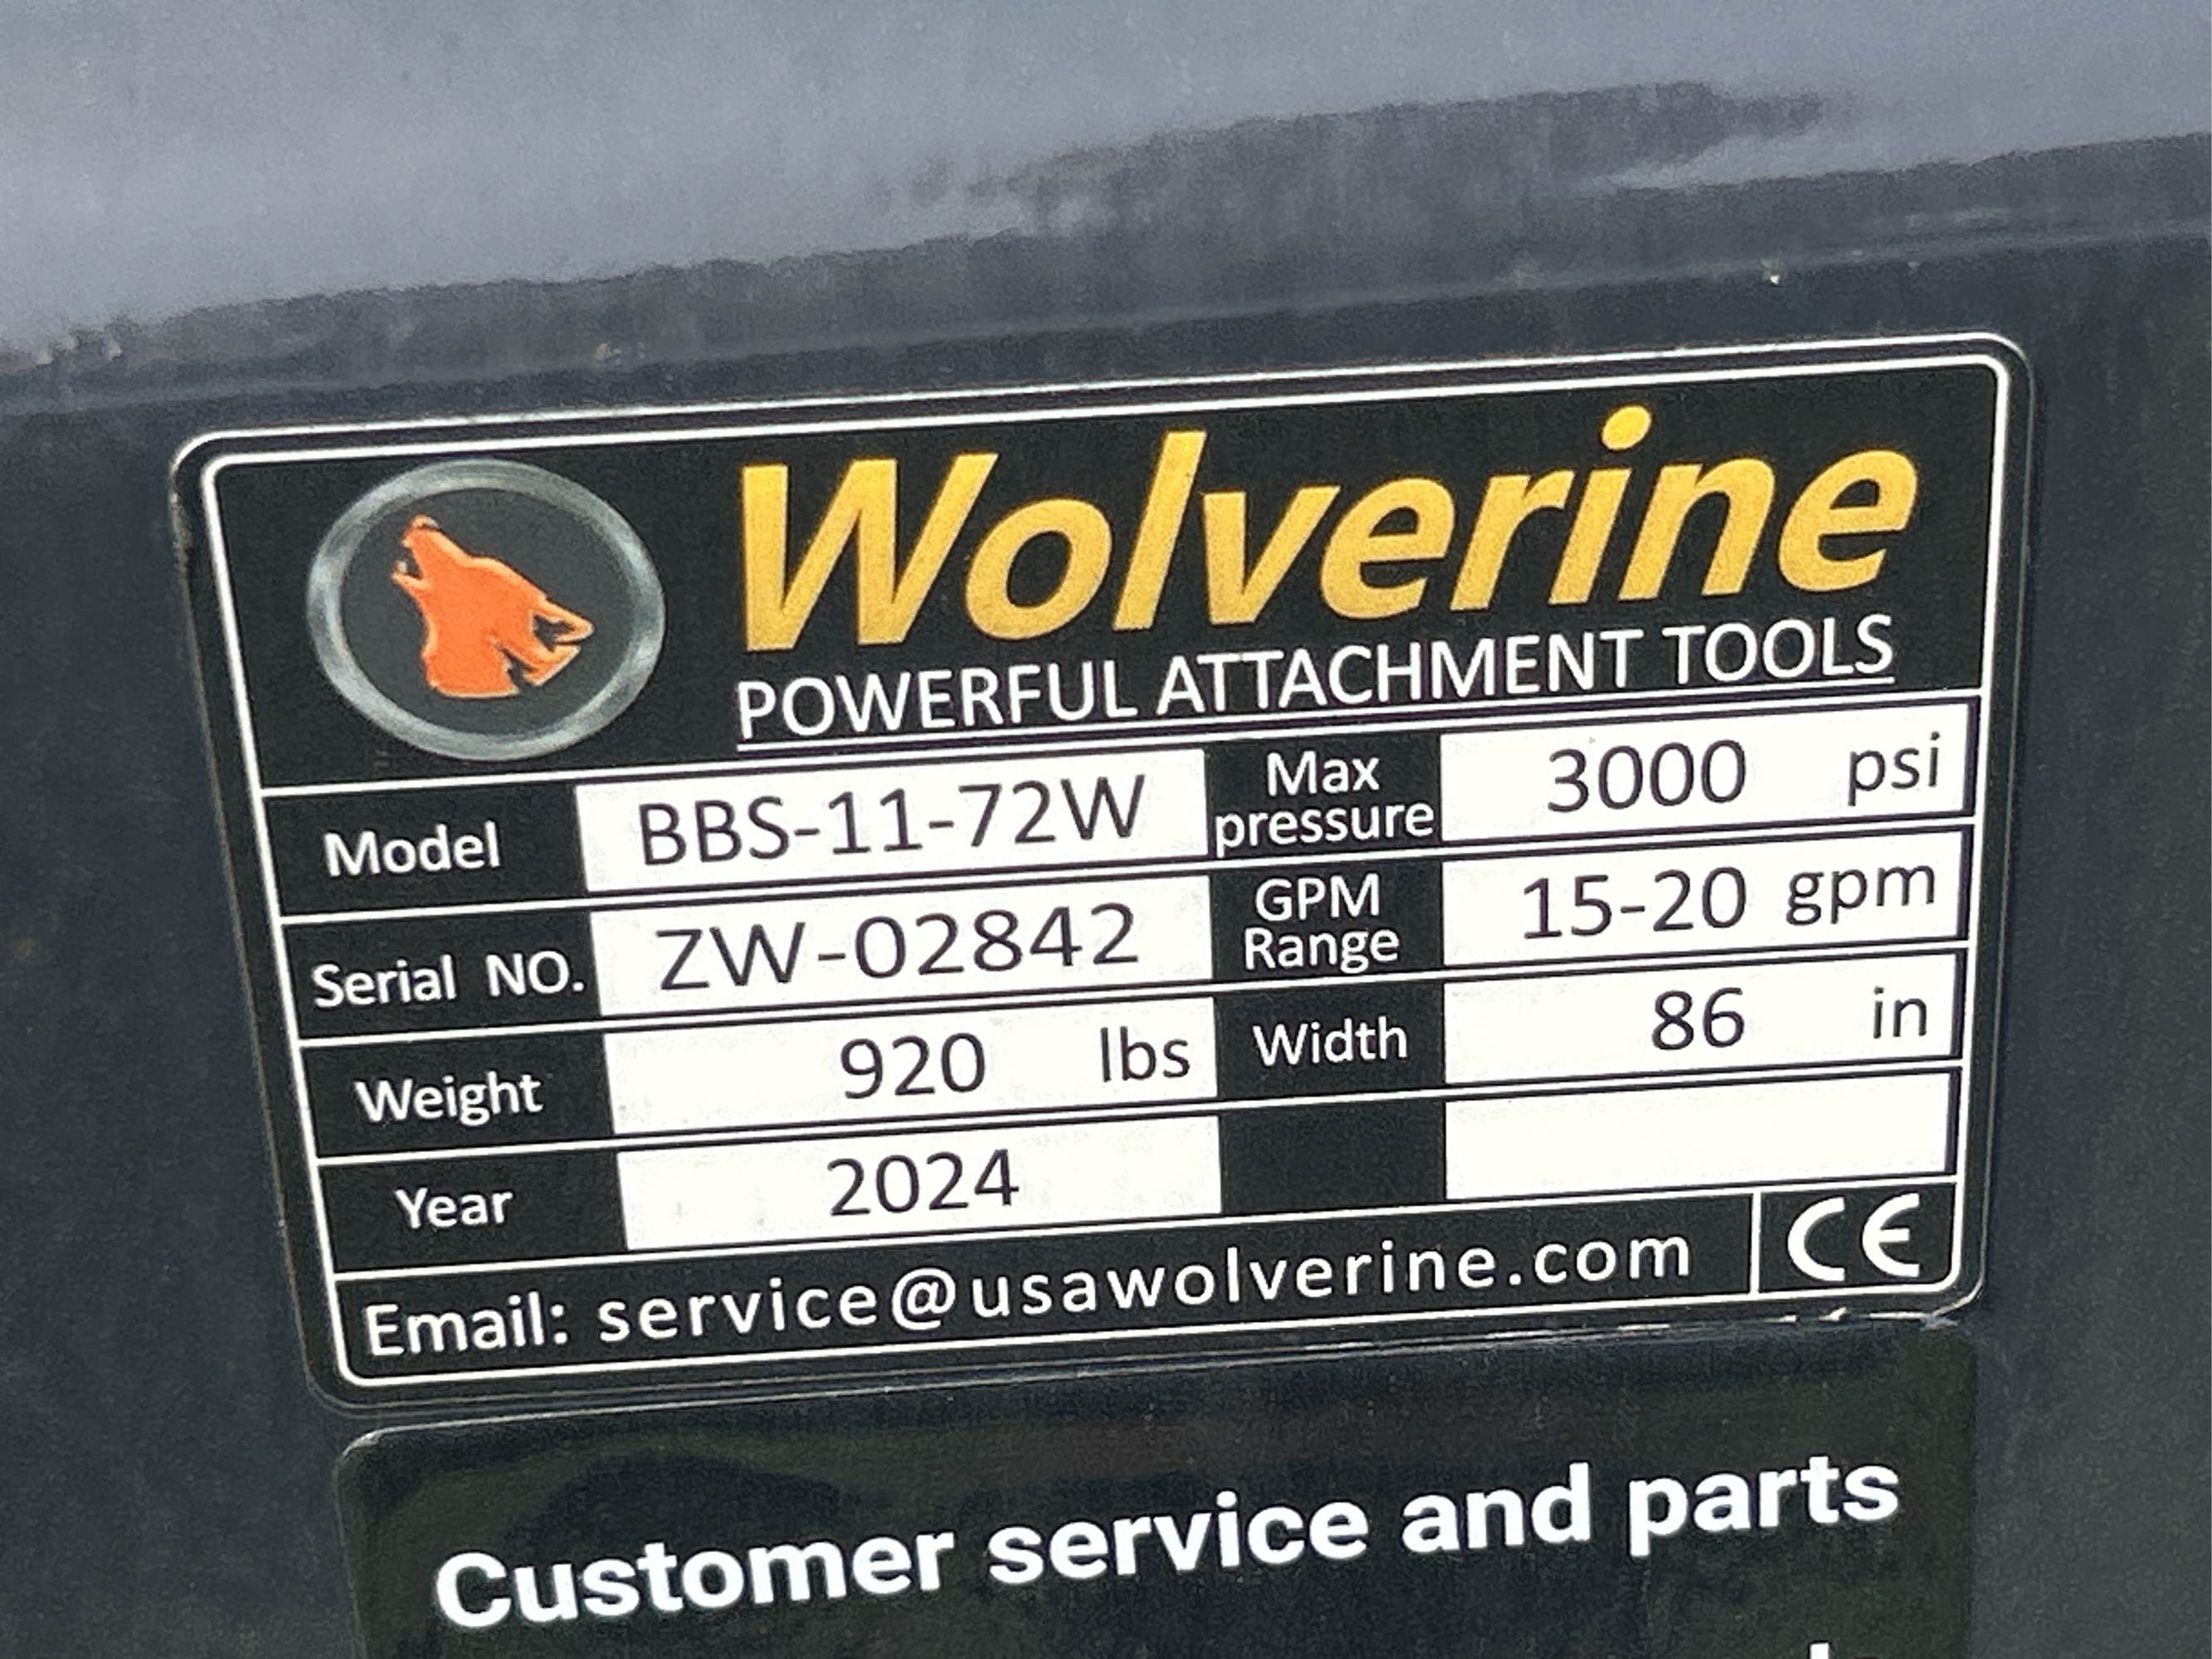 Wolverine
POWERFUL ATTACHMENT TOOLS
Model BBS-11-72W Max pressure 3000 psi
Serial NO. ZW-02842 GPM Range 15-20 gpm
Weight 920 lbs Width 86 in
Year 2024
Email: service@usawolverine.com CE
Customer service and parts